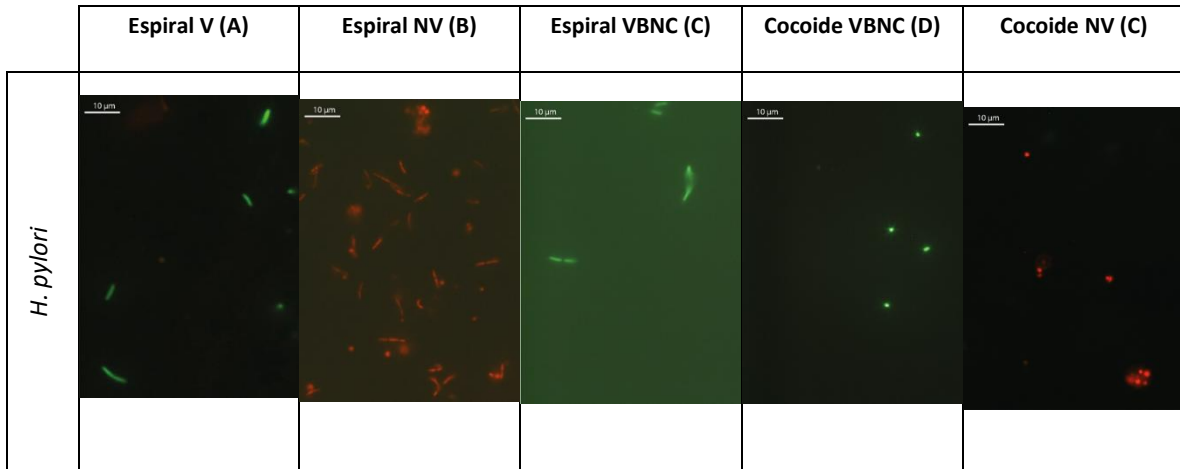 Espiral V (A)
Espiral NV (B)
Espiral VBNC (C)
Cocoide VBNC (D)
Cocoide NV (C)
H. pylori
10 µm
10 µm
10 µm
10 µm
10 µm